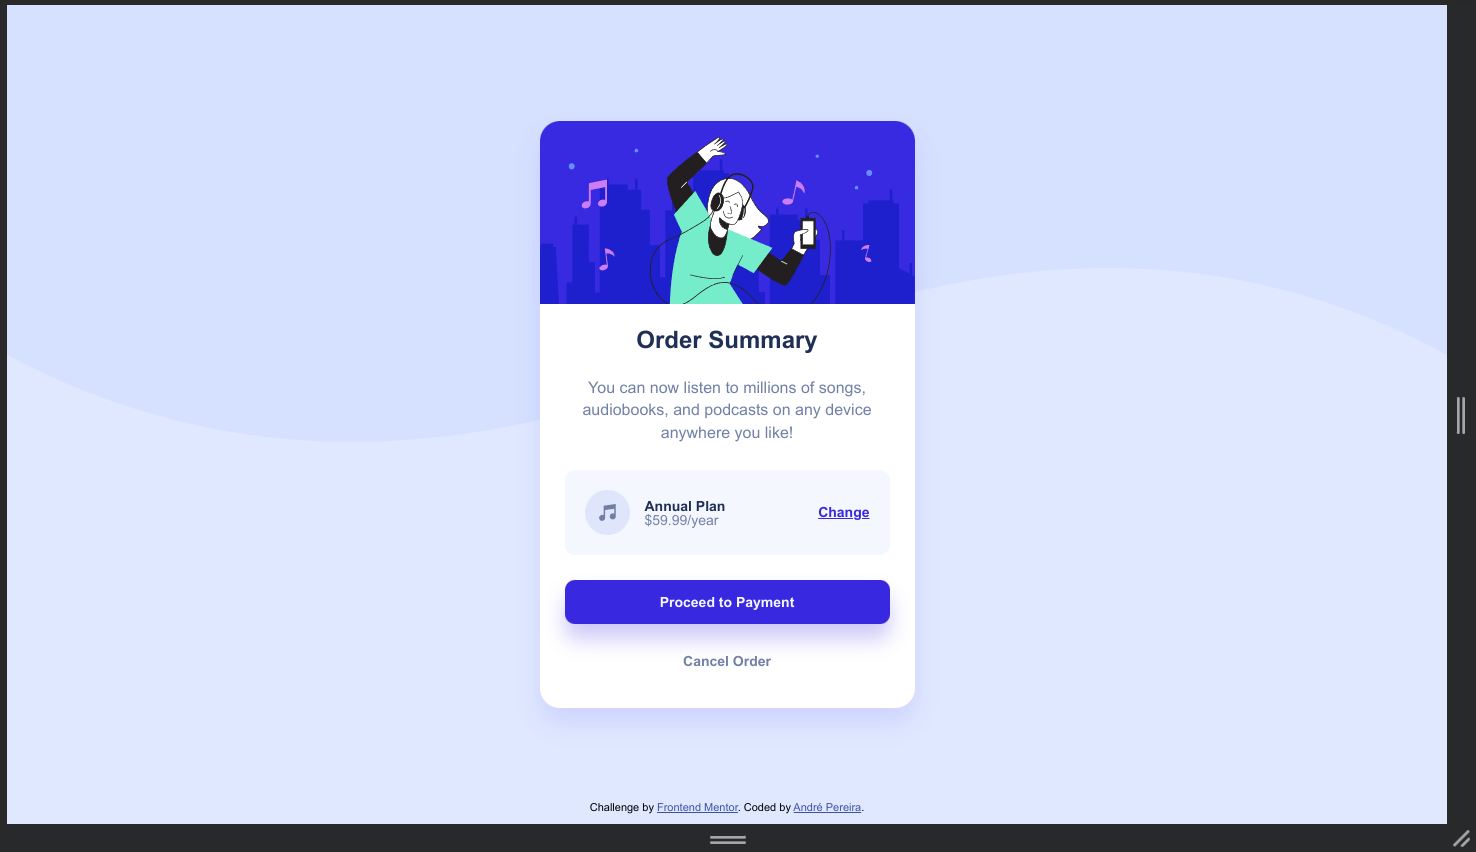 Order Summary
You can now listen to millions of songs,
audiobooks, and podcasts on any device
anywhere you like!
Annual Plan
$59.99/year
Change
Proceed to Payment
Cancel Order
Challenge by Frontend Mentor. Coded by André Pereira.